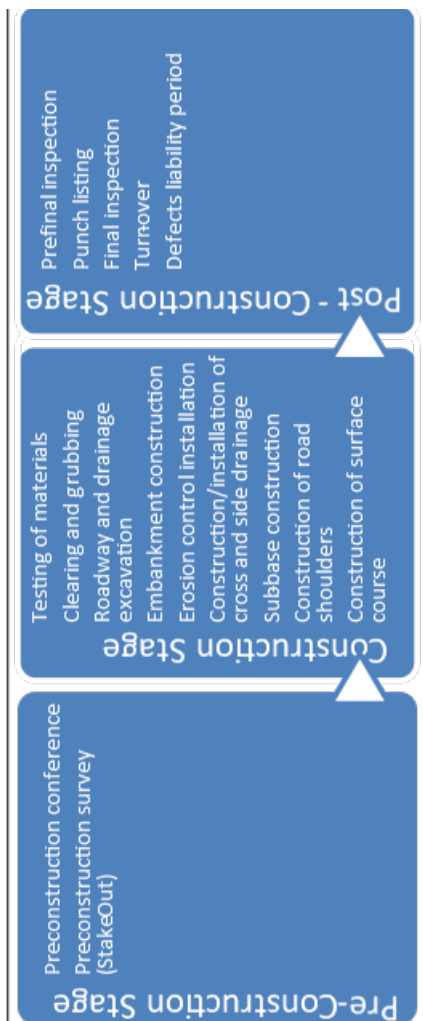 Pre-Construction Stage
Preconstruction conference
Preconstruction survey
(StakeOut)
Construction Stage
Testing of materials
Clearing and grubbing
Roadway and drainage
excavation
Embankment construction
Erosion control installation
Construction/installation of
cross and side drainage
Subbase construction
Construction of road
shoulders
Construction of surface
course
Post - Construction Stage
Prefinal inspection
Punch listing
Final inspection
Turnover
Defects liability period